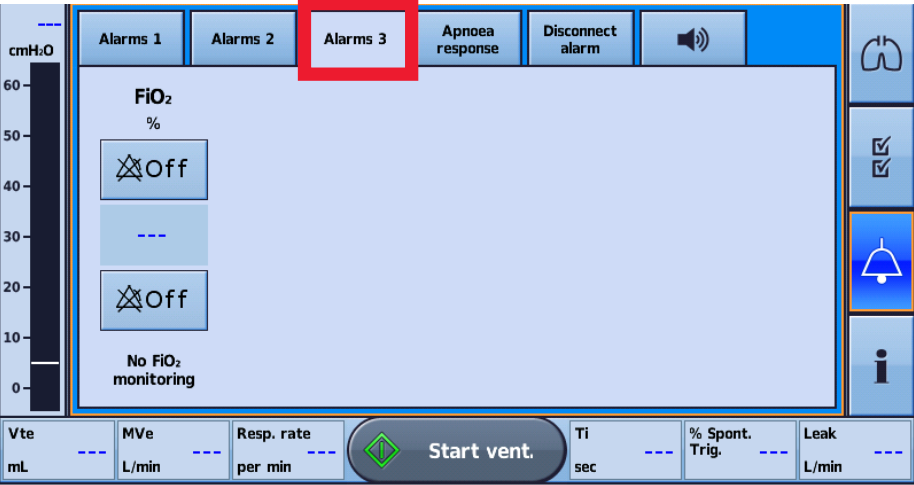 ---
cmH₂O
60
50
40
30
20
10
0
Alarms 1
Alarms 2
Alarms 3
Apnoea
response
Disconnect
alarm
FiO₂
%
Off
---
Off
No FiO₂
monitoring
Vte
---
mL
MVe
---
L/min
Resp. rate
---
per min
Start vent.
Ti
---
sec
% Spont.
Trig.
---
Leak
---
L/min
i